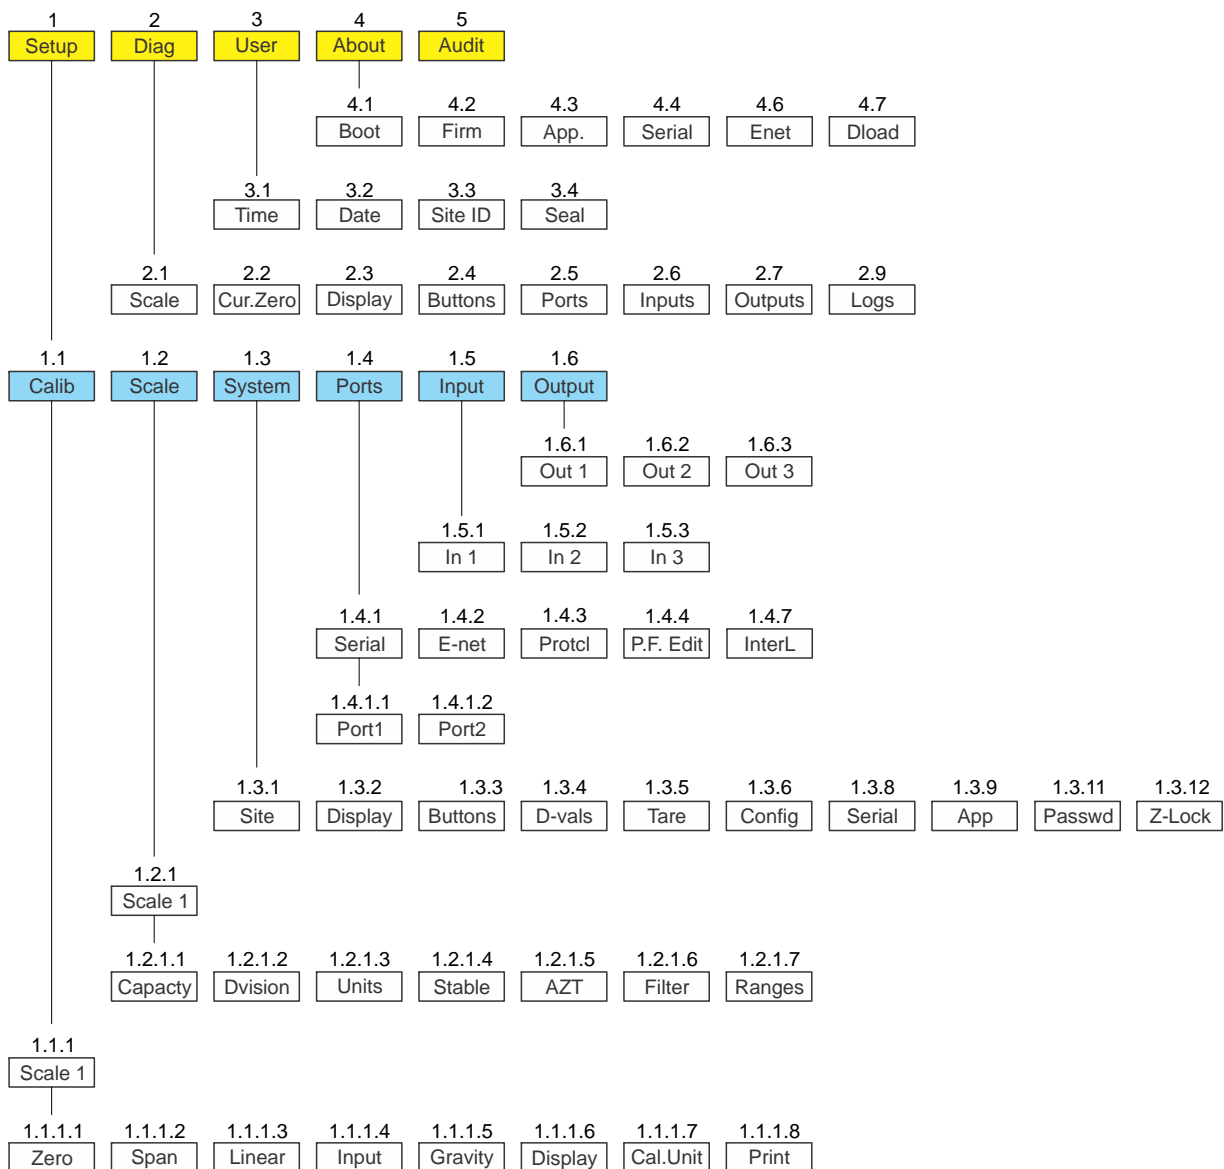 1 2 3 4 5
Setup Diag User About Audit
4.1 4.2 4.3 4.4 4.6 4.7
Boot Firm App. Serial Enet Dload
3.1 3.2 3.3 3.4
Time Date Site ID Seal
2.1 2.2 2.3 2.4 2.5 2.6 2.7 2.9
Scale Cur.Zero Display Buttons Ports Inputs Outputs Logs
1.1 1.2 1.3 1.4 1.5 1.6
Calib Scale System Ports Input Output
1.6.1 1.6.2 1.6.3
Out 1 Out 2 Out 3
1.5.1 1.5.2 1.5.3
In 1 In 2 In 3
1.4.1 1.4.2 1.4.3 1.4.4 1.4.7
Serial E-net Protcl P.F. Edit InterL
1.4.1.1 1.4.1.2
Port1 Port2
1.3.1 1.3.2 1.3.3 1.3.4 1.3.5 1.3.6 1.3.8 1.3.9 1.3.11 1.3.12
Site Display Buttons D-vals Tare Config Serial App Passwd Z-Lock
1.2.1
Scale 1
1.2.1.1 1.2.1.2 1.2.1.3 1.2.1.4 1.2.1.5 1.2.1.6 1.2.1.7
Capacty Dvision Units Stable AZT Filter Ranges
1.1.1
Scale 1
1.1.1.1 1.1.1.2 1.1.1.3 1.1.1.4 1.1.1.5 1.1.1.6 1.1.1.7 1.1.1.8
Zero Span Linear Input Gravity Display Cal.Unit Print